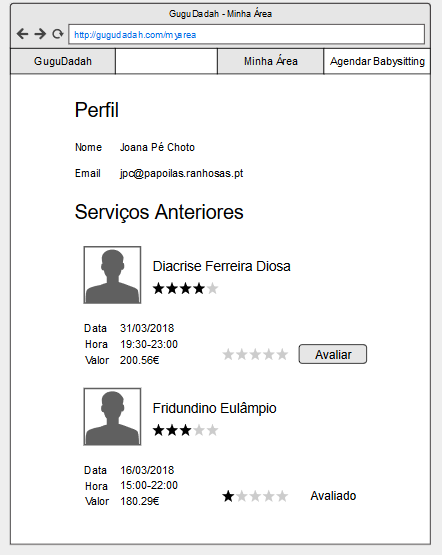 GuguDadah - Minha Área
http://gugudadah.com/myarea
GuguDadah Minha Área Agendar Babysitting
Perfil
Nome Joana Pé Choto
Email jpc@papoilas.ranhosas.pt
Serviços Anteriores
Diacrise Ferreira Diosa
Data 31/03/2018
Hora 19:30-23:00
Valor 200.56€
Avaliar
Fridundino Eulâmpio
Data 16/03/2018
Hora 15:00-22:00
Valor 180.29€
Avaliado